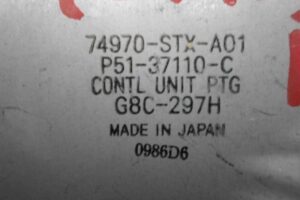 74970-STX-A01
P51-37110-C
CONTL UNIT PTG
G8C-297H
MADE IN JAPAN
0986D6